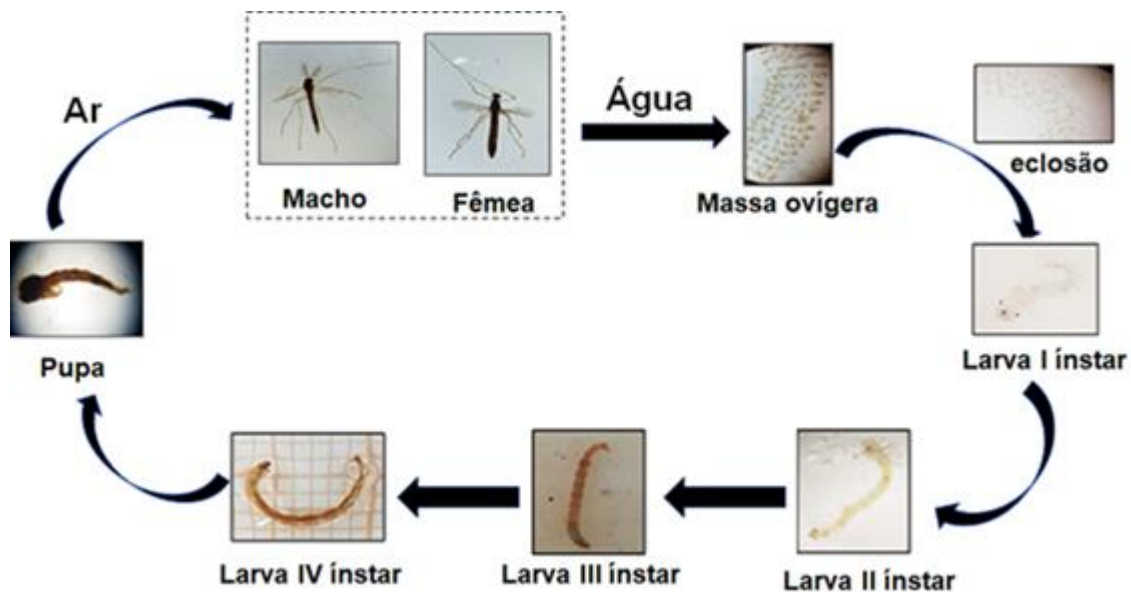 Ar
Macho
Fêmea
Água
Massa ovígera
eclosão
Larva I ínstar
Larva II ínstar
Larva III ínstar
Larva IV ínstar
Pupa